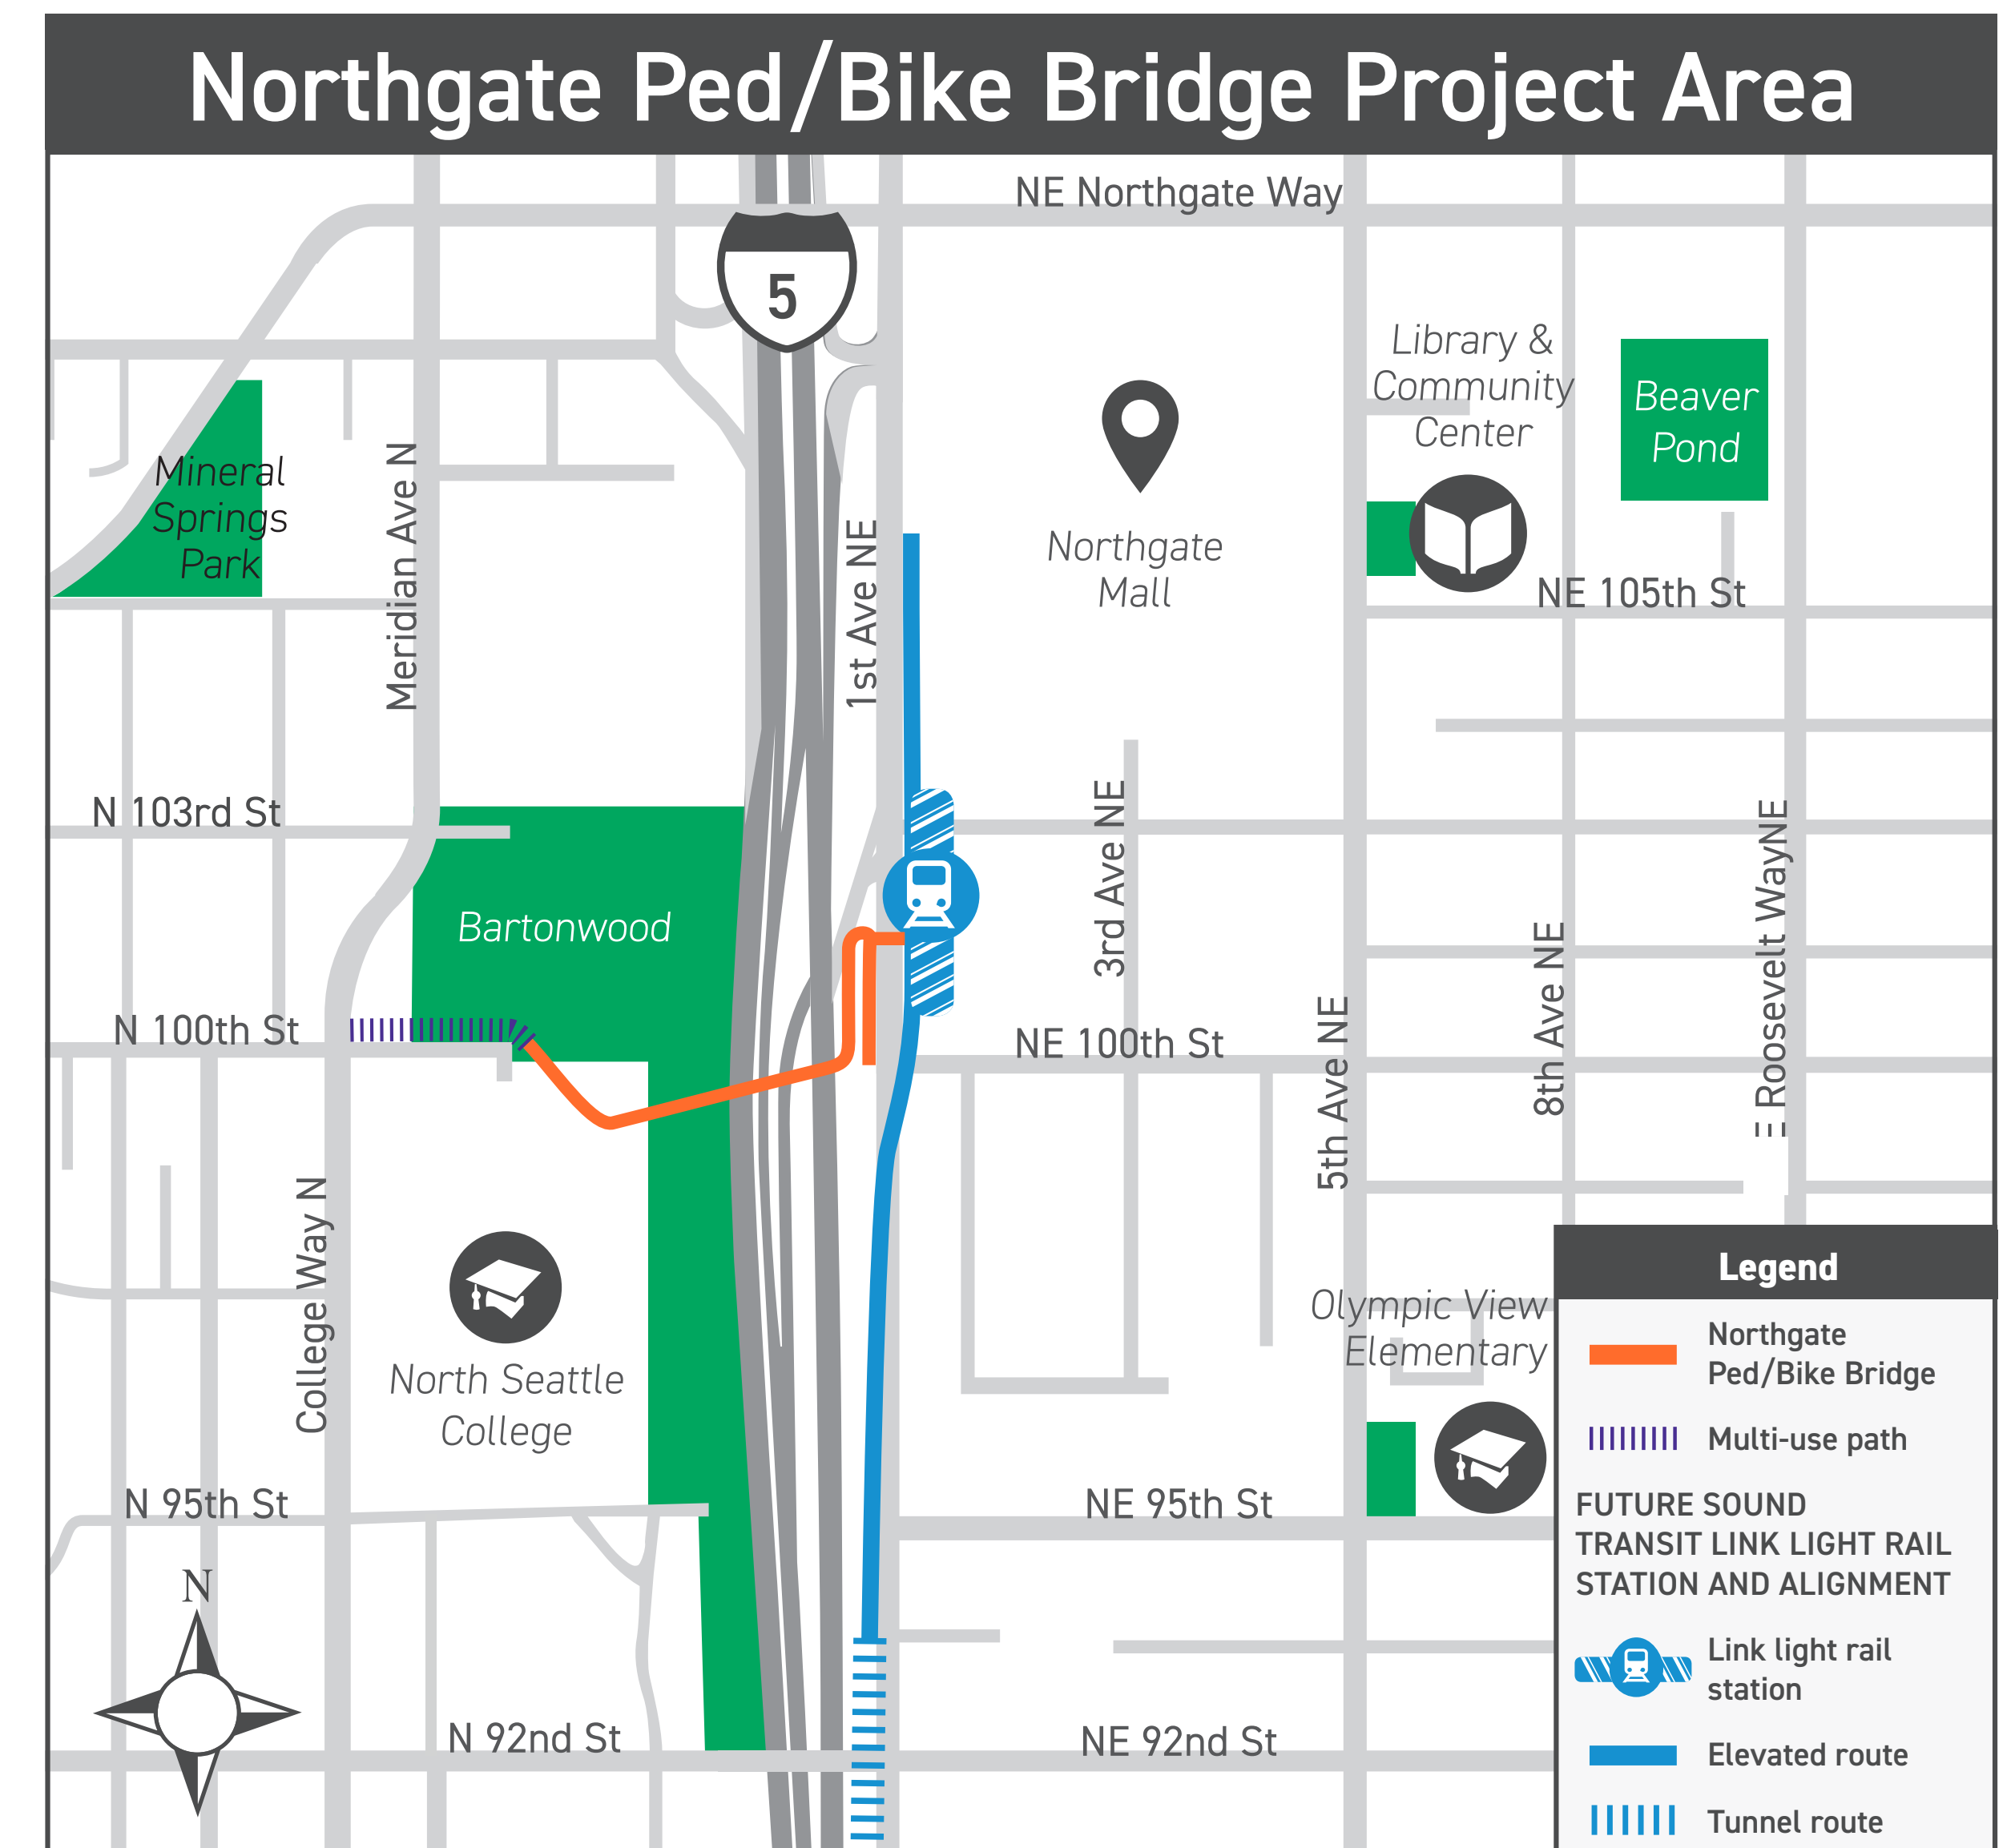 Northgate Ped/Bike Bridge Project Area
NE Northgate Way
5
Library &
Community
Center
Beaver
Pond
Mineral
Springs
Park
Meridian Ave N
1st Ave NE
Northgate
Mall
NE 105th St
N 103rd St
3rd Ave NE
E Roosevelt WayNE
Bartonwood
8th Ave NE
N 100th St
NE 100th St
5th Ave NE
College Way N
North Seattle
College
Olympic View
Elementary
N 95th St
NE 95th St
N
N 92nd St
NE 92nd St
Legend
Northgate
Ped/Bike Bridge
Multi-use path
FUTURE SOUND
TRANSIT LINK LIGHT RAIL
STATION AND ALIGNMENT
Link light rail
station
Elevated route
Tunnel route